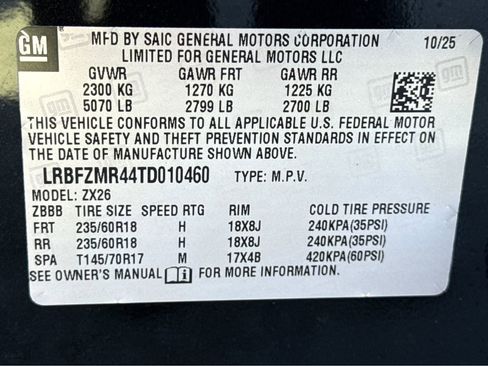 GM ® MFD BY SAIC GENERAL MOTORS CORPORATION 10/25
LIMITED FOR GENERAL MOTORS LLC
GVWR GAWR FRT GAWR RR
2300 KG 1270 KG 1225 KG
5070 LB 2799 LB 2700 LB
THIS VEHICLE CONFORMS TO ALL APPLICABLE U.S. FEDERAL MOTOR
VEHICLE SAFETY AND THEFT PREVENTION STANDARDS IN EFFECT ON
THE DATE OF MANUFACTURE SHOWN ABOVE.
LRBFZMR44TD010460 TYPE: M.P.V.
MODEL: ZX26
ZBBB TIRE SIZE SPEED RTG RIM COLD TIRE PRESSURE
FRT 235/60R18 H 18X8J 240KPA(35PSI)
RR 235/60R18 H 18X8J 240KPA(35PSI)
SPA T145/70R17 M 17X4B 420KPA(60PSI)
SEE OWNER'S MANUAL FOR MORE INFORMATION.